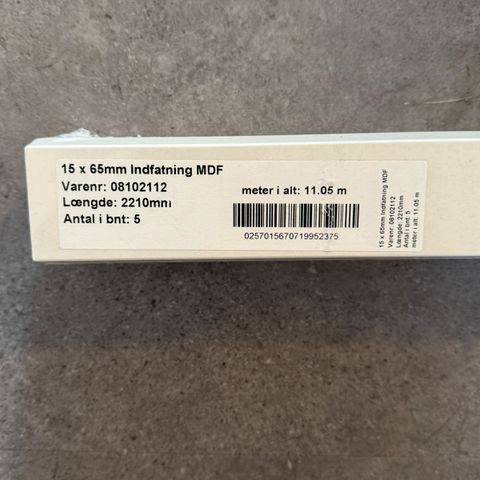 15 x 65mm Indfatning MDF
Varenr: 08102112
Længde: 2210mm
Antal i bnt: 5
meter i alt: 11.05 m
0257015670719952375
15 x 65mm Indfatning MDF
Varenr: 08102112
Længde: 2210mm
Antal i bnt: 5
meter i alt: 11.05 m